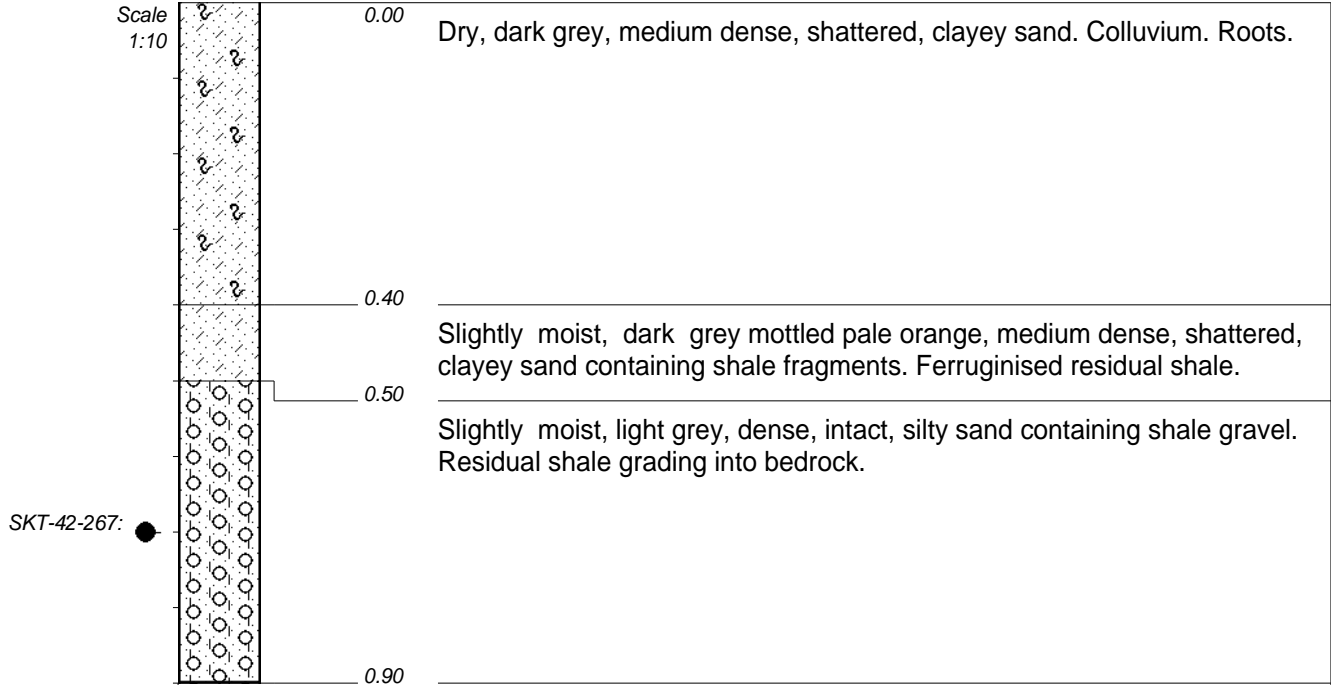 Scale
1:10
0.00
Dry, dark grey, medium dense, shattered, clayey sand. Colluvium. Roots.
0.40
Slightly moist, dark grey mottled pale orange, medium dense, shattered,
clayey sand containing shale fragments. Ferruginised residual shale.
0.50
Slightly moist, light grey, dense, intact, silty sand containing shale gravel.
Residual shale grading into bedrock.
SKT-42-267:
0.90